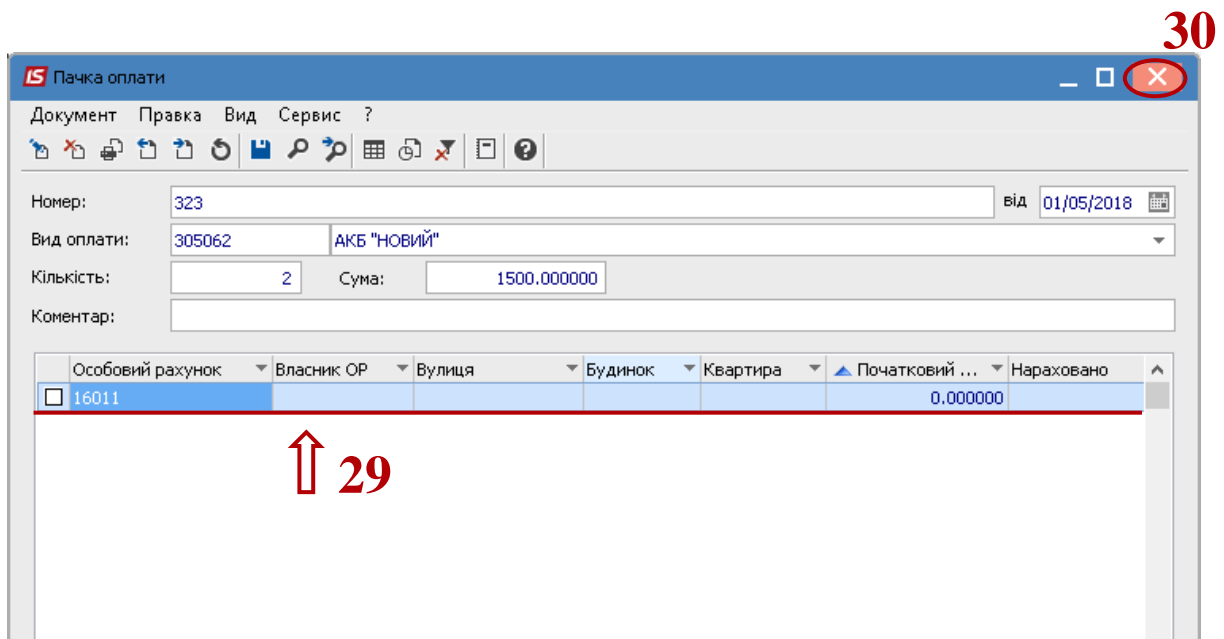 30
Пачка оплати
Документ Правка Вид Сервис ?
Номер: 323 від 01/05/2018
Вид оплати: 305062 АКБ "НОВИЙ"
Кількість: 2 Сума: 1500.000000
Коментар:
Особовий рахунок Власник ОР Вулиця Будинок Квартира Початковий ... Нараховано
16011 0.000000
29